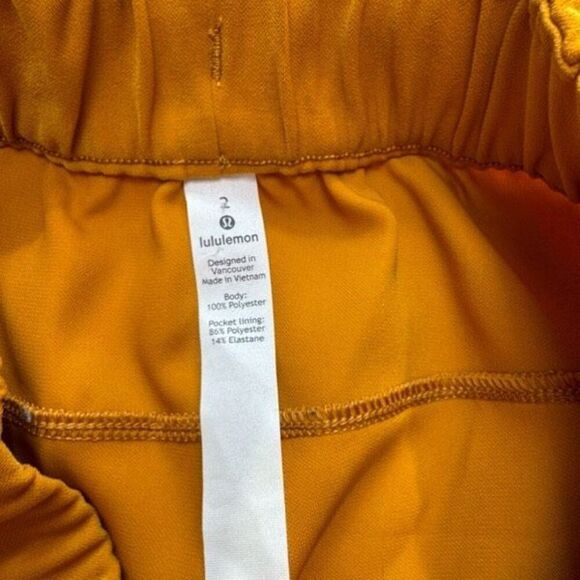 2
lululemon
Designed in
Vancouver
Made in Vietnam
Body:
100% Polyester
Pocket lining:
86% Polyester
14% Elastane